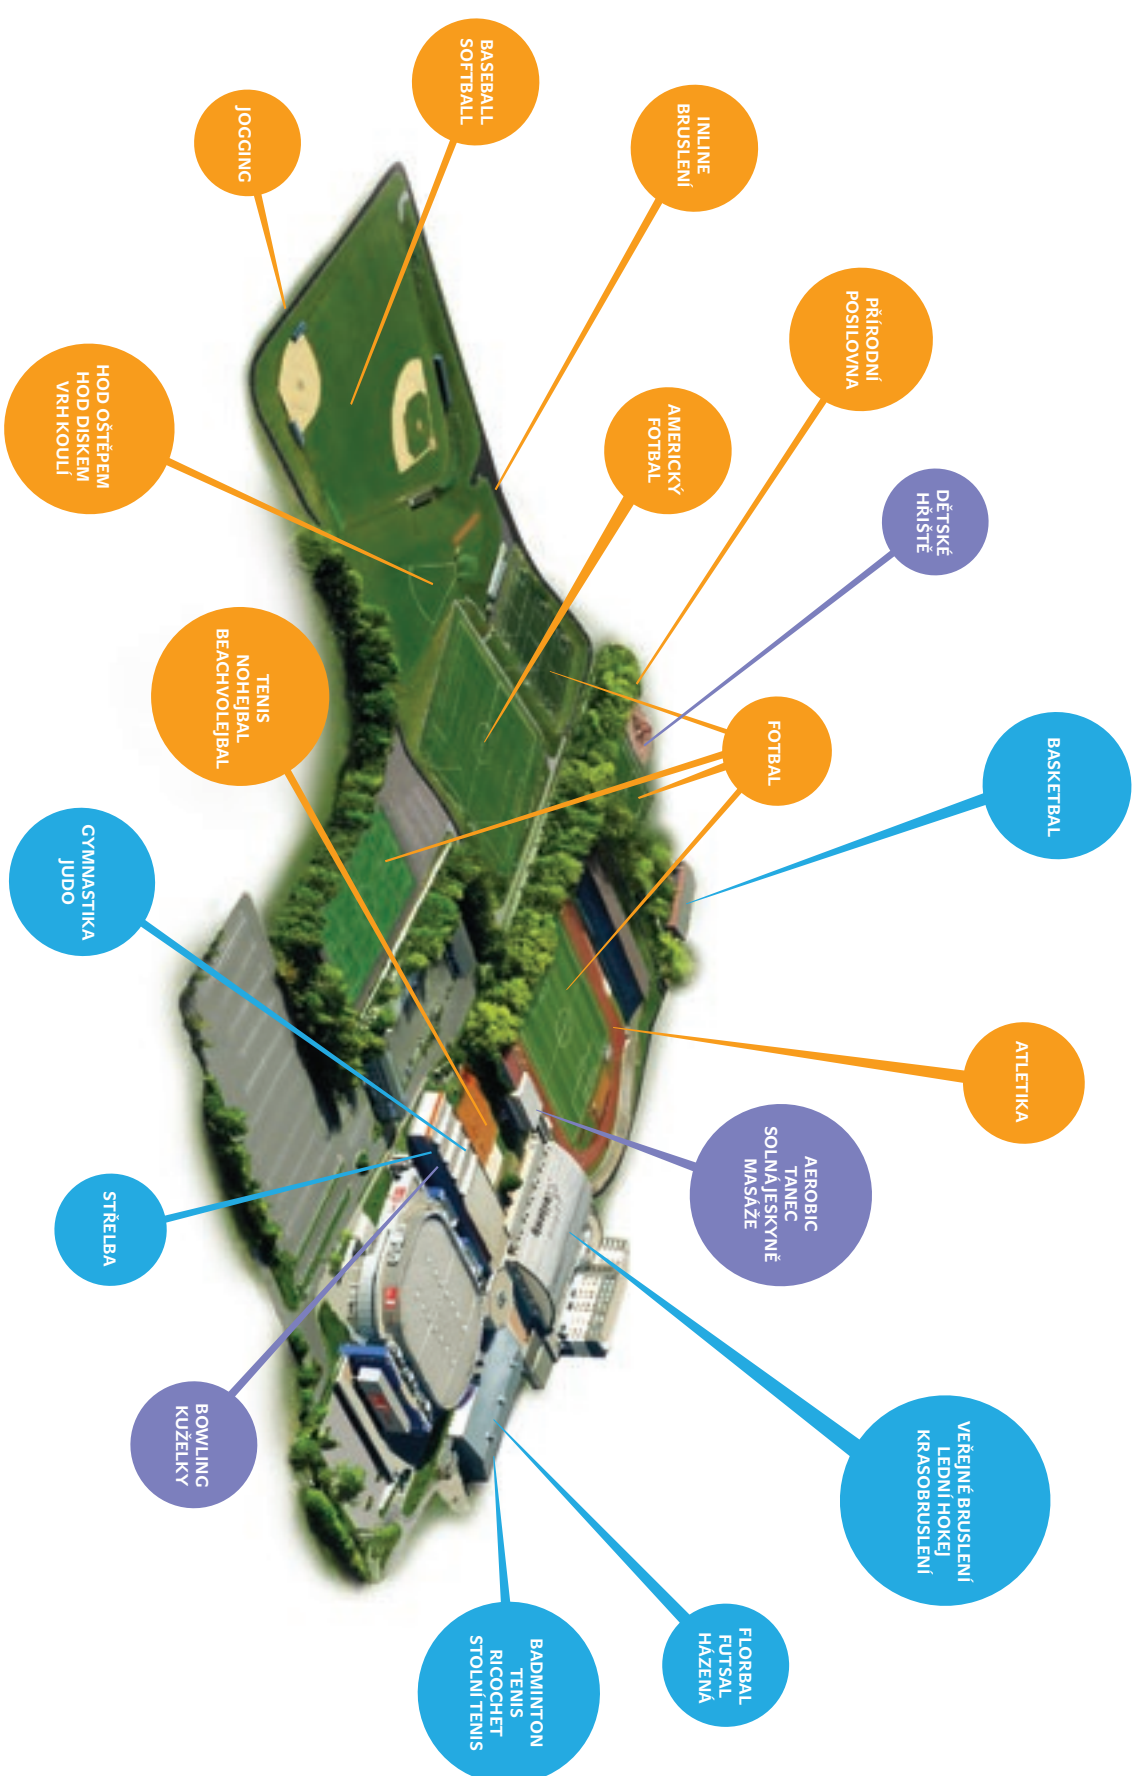 BASKETBAL
ATLETIKA
VEŘEJNÉ BRUSLENÍ
LEDNÍ HOKEJ
KRASOBRUSLENÍ
DĚTSKÉ
HŘIŠTĚ
PŘÍRODNÍ
POSILOVNA
FOTBAL
AEROBIC
TANEC
SOLNÁ JESKYNĚ
MASÁŽE
FLORBAL
FUTSAL
HÁZENÁ
INLINE
BRUSLENÍ
AMERICKÝ
FOTBAL
BADMINTON
TENIS
RICOCHET
STOLNÍ TENIS
BASEBALL
SOFTBALL
JOGGING
TENIS
NOHEJBAL
BEACHVOLEJBAL
BOWLING
KUŽELKY
STŘELBA
HOD OŠTĚPEM
HOD DISKEM
VRH KOULÍ
GYMNASTIKA
JUDO